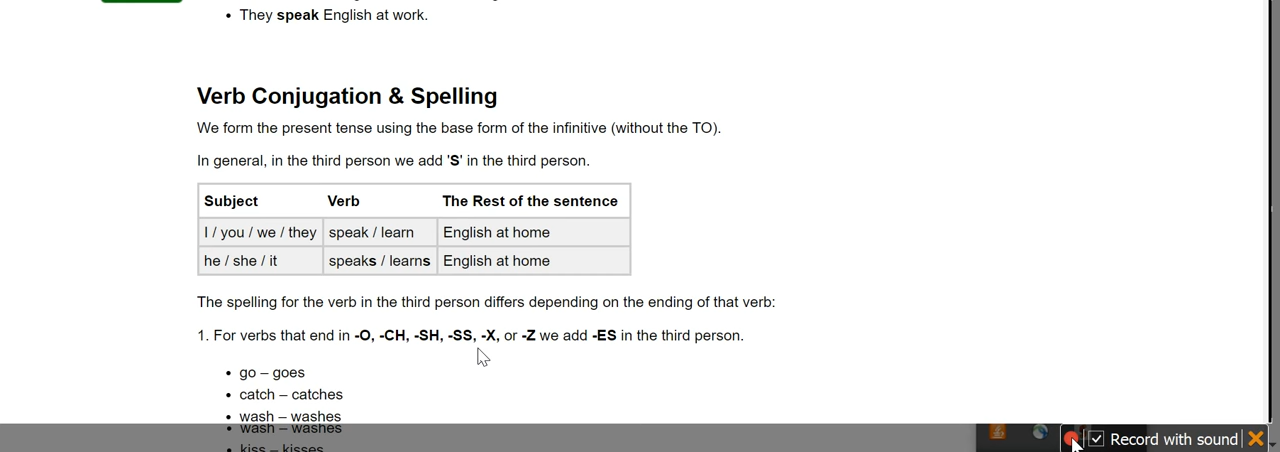 They speak English at work.
Verb Conjugation & Spelling
We form the present tense using the base form of the infinitive (without the TO).
In general, in the third person we add 'S' in the third person.
Subject Verb The Rest of the sentence
I / you / we / they speak / learn English at home
he / she / it speaks / learns English at home
The spelling for the verb in the third person differs depending on the ending of that verb:
1. For verbs that end in -O, -CH, -SH, -SS, -X, or -Z we add -ES in the third person.
go – goes
catch – catches
wash – washes
wash – washes
kiss – kisses
Record with sound